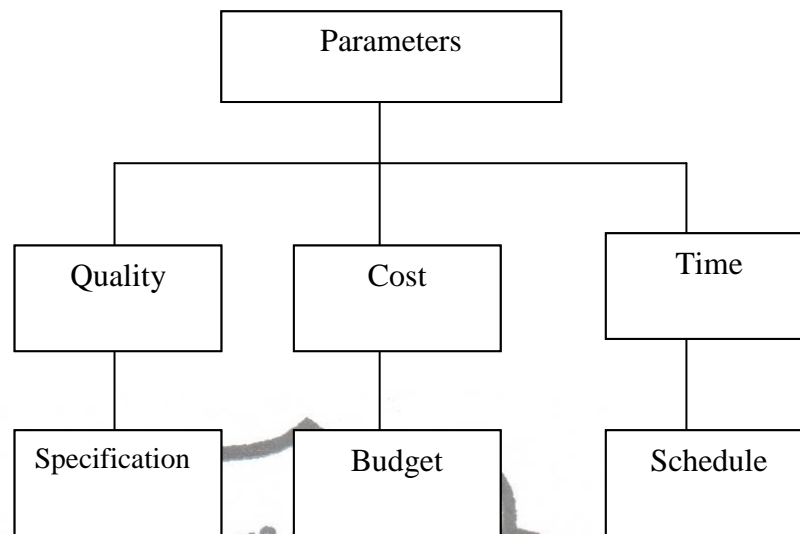 Parameters
Quality
Cost
Time
Specification
Budget
Schedule